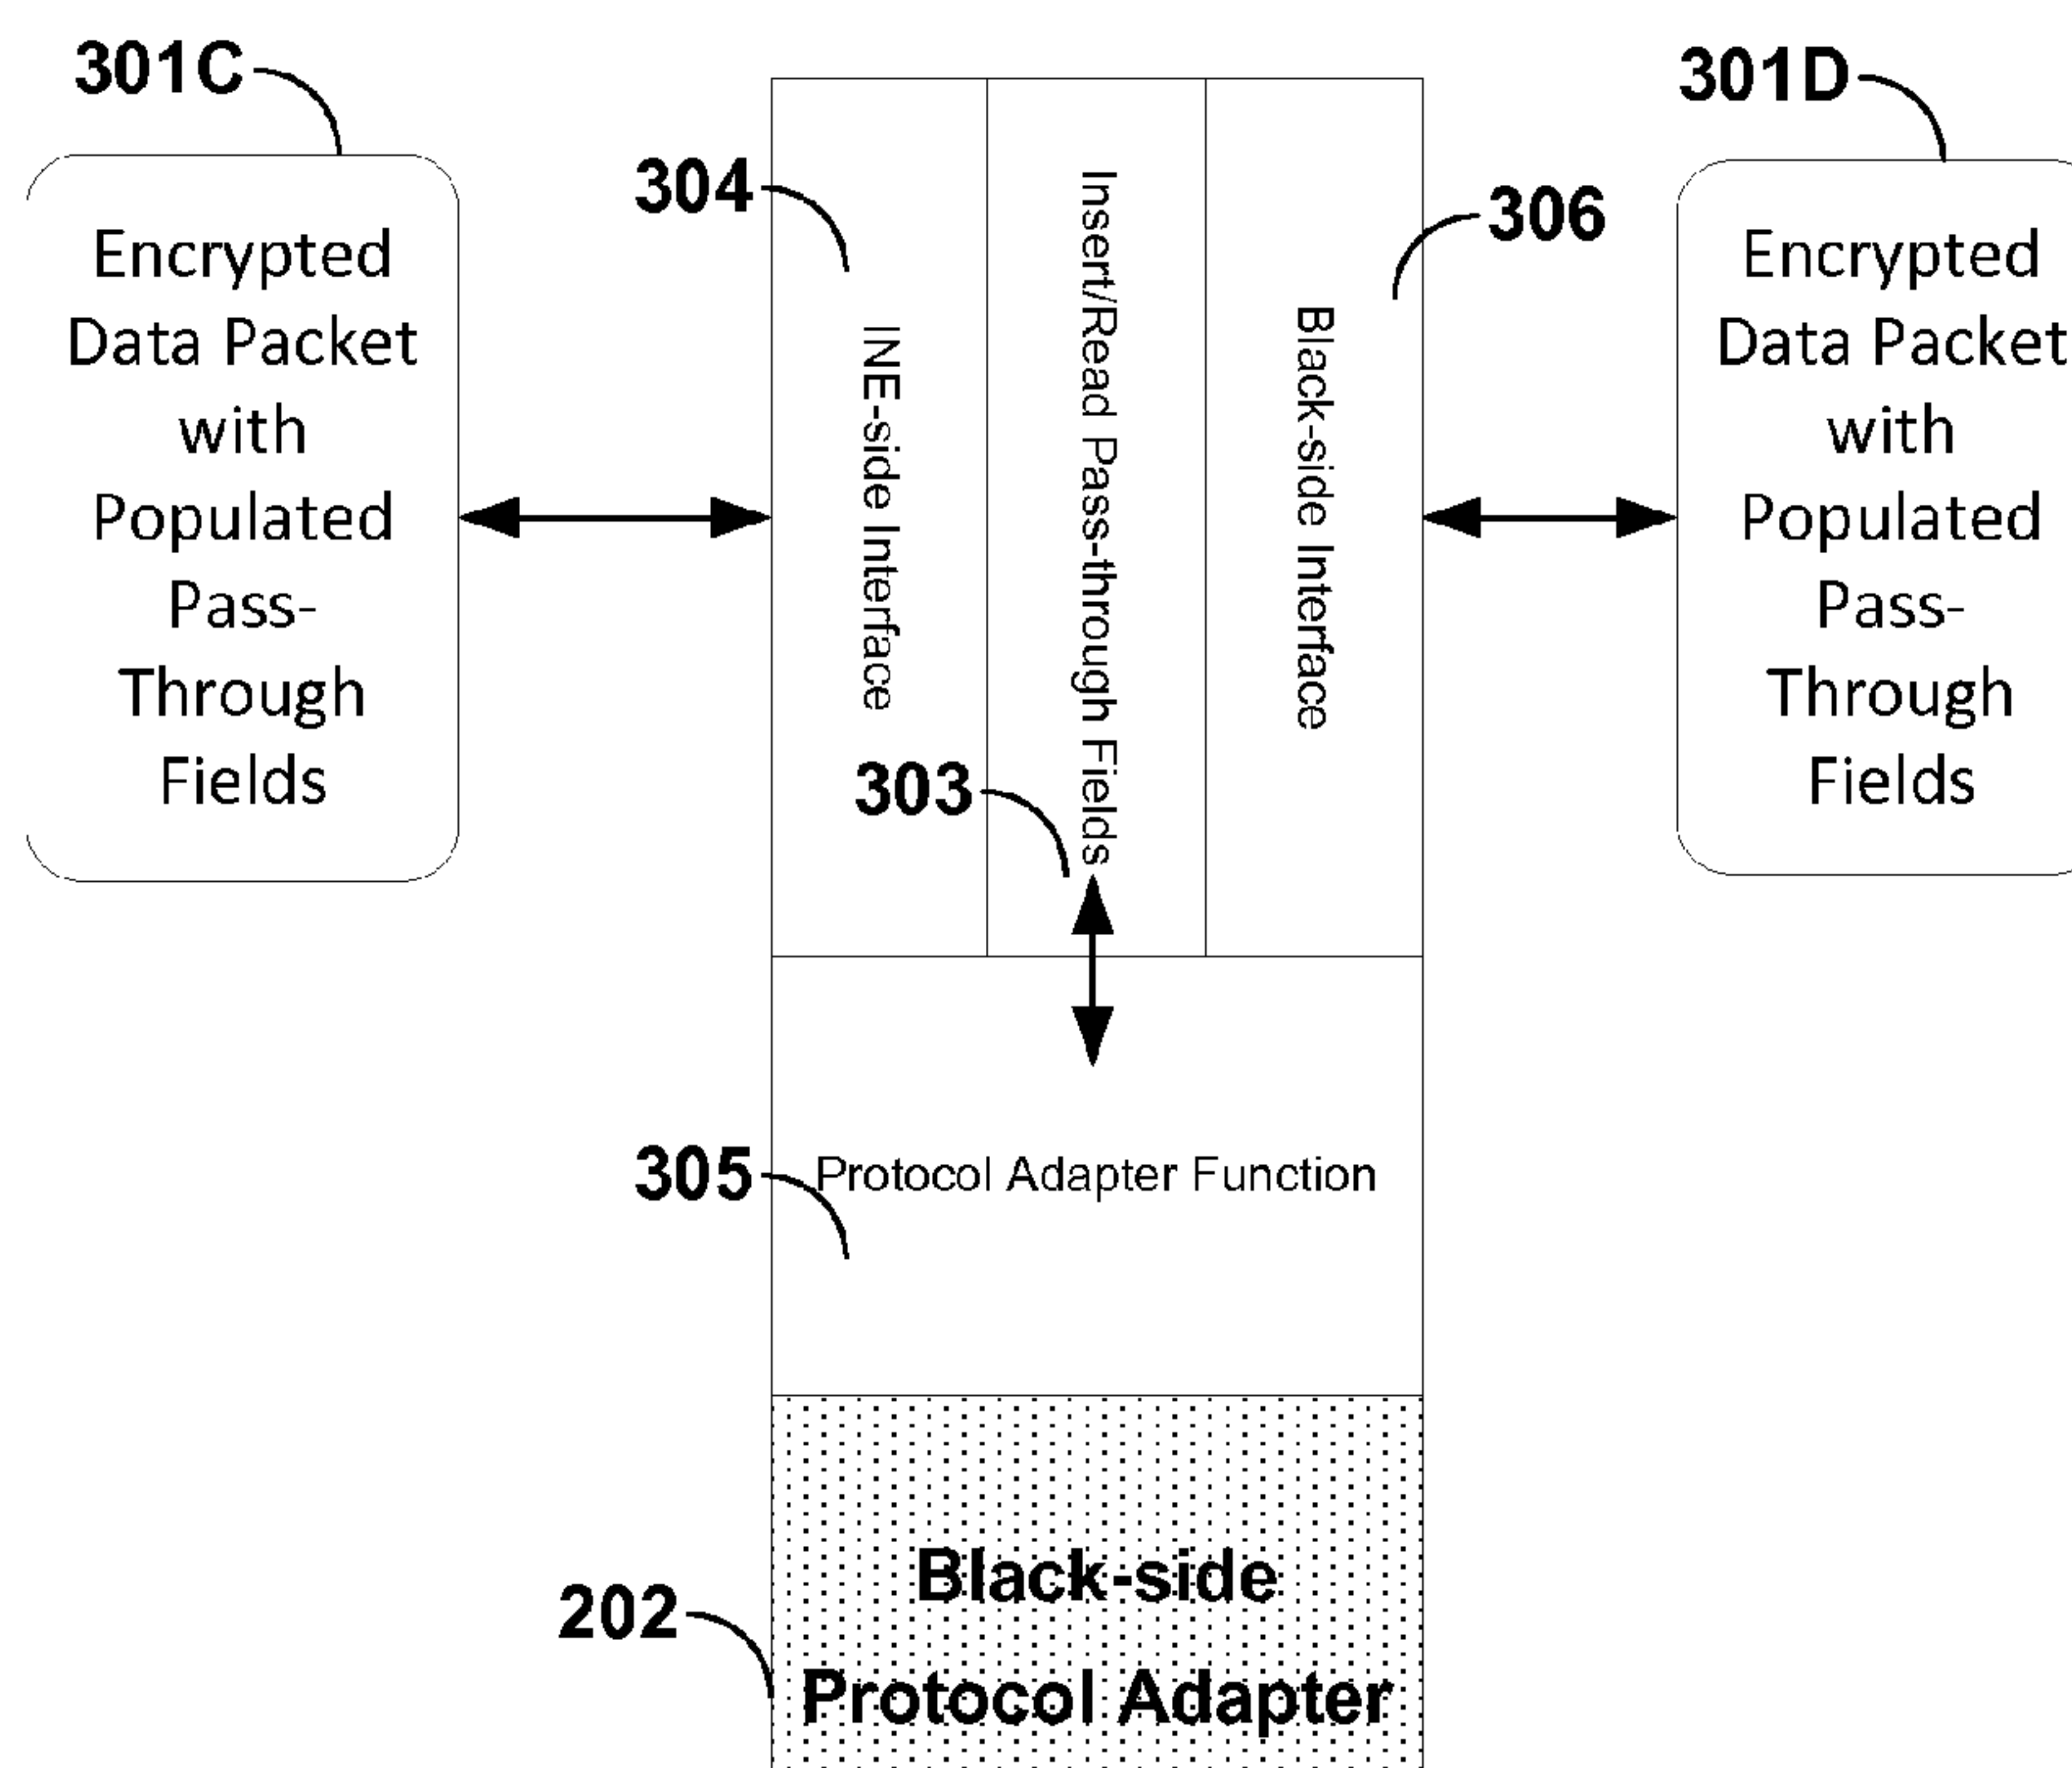 301C
Encrypted
Data Packet
with
Populated
Pass-
Through
Fields
304
INE-side Interface
Insert/Read Pass-through Fields
303
Black-side Interface
306
301D
Encrypted
Data Packet
with
Populated
Pass-
Through
Fields
305
Protocol Adapter Function
202
Black-side
Protocol Adapter